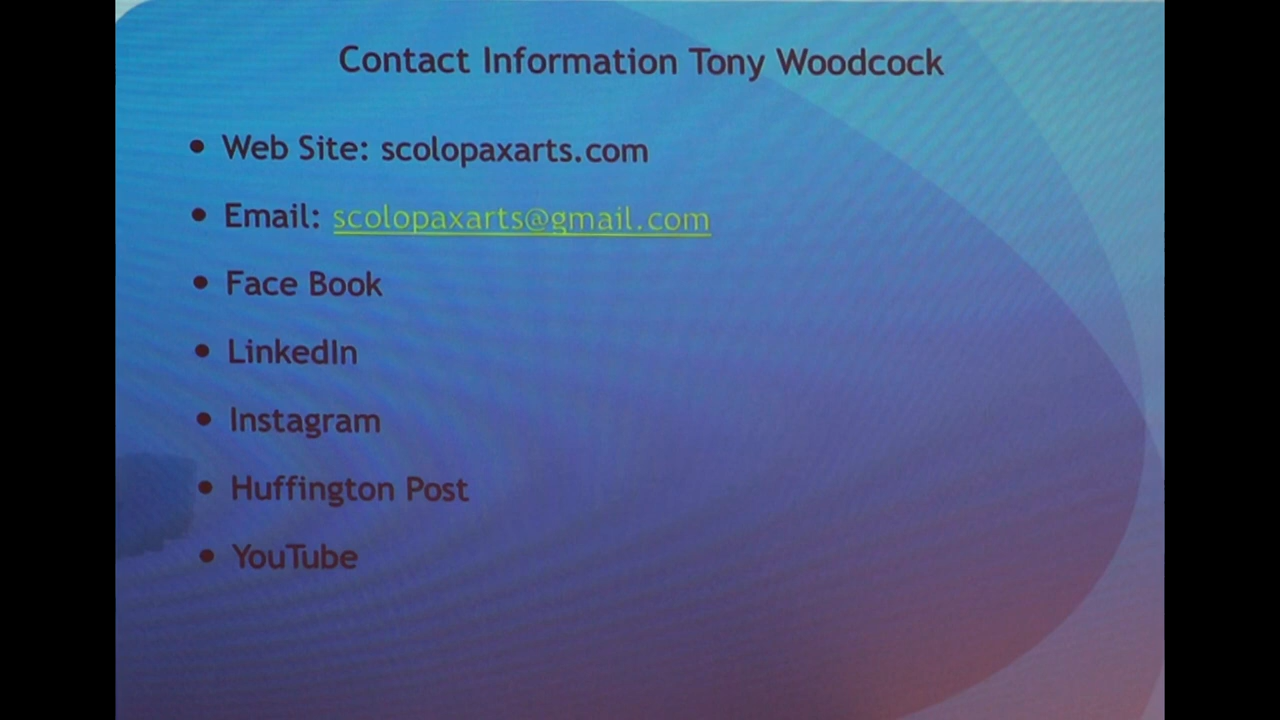 Contact Information Tony Woodcock
• Web Site: scolopaxarts.com
• Email: scolopaxarts@gmail.com
• Face Book
• LinkedIn
• Instagram
• Huffington Post
• YouTube